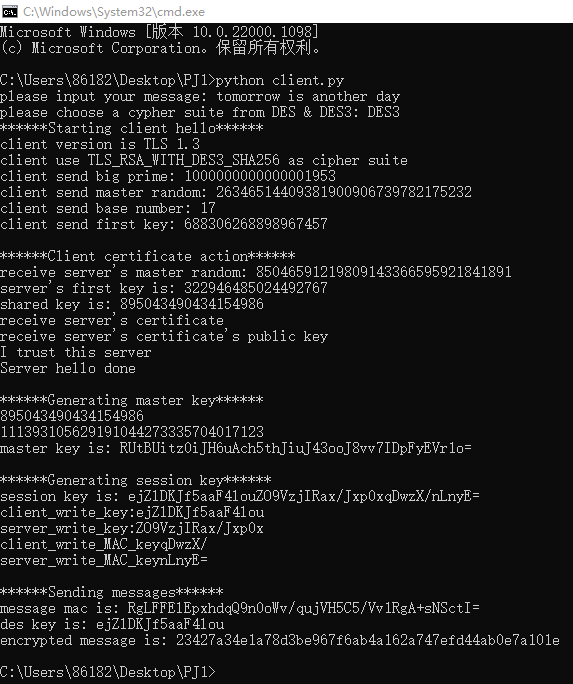 C:\Windows\System32\cmd.exe
Microsoft Windows [版本 10.0.22000.1098]
(c) Microsoft Corporation。保留所有权利。
C:\Users\86182\Desktop\PJ1>python client.py
please input your message: tomorrow is another day
please choose a cypher suite from DES & DES3: DES3
******Starting client hello******
client version is TLS 1.3
client use TLS_RSA_WITH_DES3_SHA256 as cipher suite
client send big prime: 1000000000000001953
client send master random: 26346514409381900906739782175232
client send base number: 17
client send first key: 688306268898967457
******Client certificate action******
receive server's master random: 85046591219809143366595921841891
server's first key is: 322946485024492767
shared key is: 895043490434154986
receive server's certificate
receive server's certificate's public key
I trust this server
Server hello done
******Generating master key******
895043490434154986
111393105629191044273335704017123
master key is: RUtBUitz0iJH6uAch5thJiuJ43ooJ8vv7IDpFyEVr1o=
******Generating session key******
session key is: ejZ1DKJf5aaF41ouZO9VzjIRax/Jxp0xqDwzX/nLnyE=
client_write_key:ejZ1DKJf5aaF41ou
server_write_key:ZO9VzjIRax/Jxp0x
client_write_MAC_keyqDwzX/
server_write_MAC_keynLnyE=
******Sending messages******
message mac is: RgLFFE1EpxhdqQ9n0oWv/qujVH5C5/Vv1RgA+sNSctI=
des key is: ejZ1DKJf5aaF41ou
encrypted message is: 23427a34e1a78d3be967f6ab4a162a747efd44ab0e7a101e
C:\Users\86182\Desktop\PJ1>